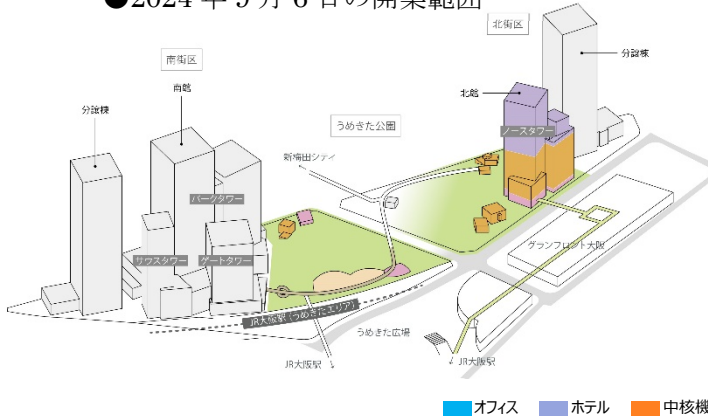 ●2024年9月6日の開業範囲
北街区
分譲棟
南街区
南館
北館
分譲棟
うめきた公園
ノースタワー
新梅田シティ
パークタワー
グランフロント大阪
サウスタワー
ゲートタワー
JR大阪駅(うめきたエリア)
うめきた広場
JR大阪駅
JR大阪駅
オフィス
ホテル
中核機